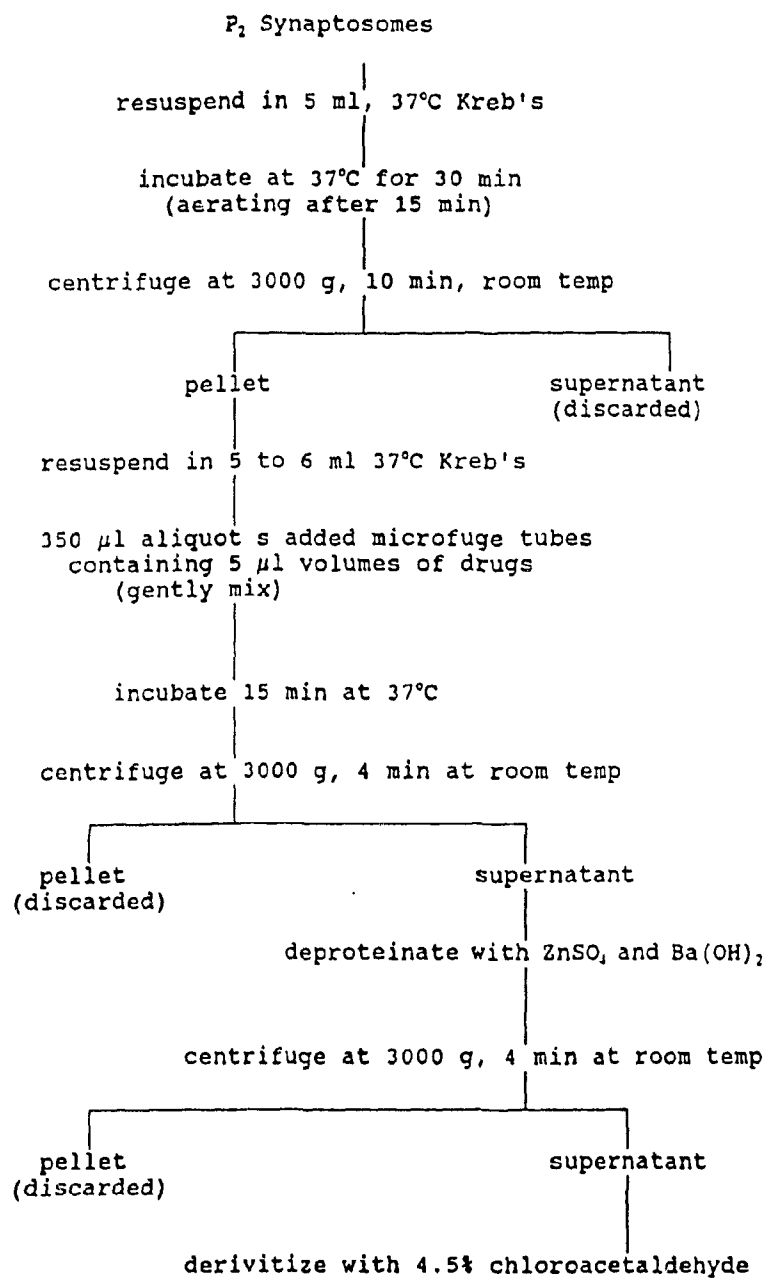 P₂ Synaptosomes
resuspend in 5 ml, 37°C Kreb's
incubate at 37°C for 30 min
(aerating after 15 min)
centrifuge at 3000 g, 10 min, room temp
pellet
supernatant
(discarded)
resuspend in 5 to 6 ml 37°C Kreb's
350 μl aliquot s added microfuge tubes
containing 5 μl volumes of drugs
(gently mix)
incubate 15 min at 37°C
centrifuge at 3000 g, 4 min at room temp
pellet
(discarded)
supernatant
deproteinate with ZnSO₄ and Ba(OH)₂
centrifuge at 3000 g, 4 min at room temp
pellet
(discarded)
supernatant
derivitize with 4.5% chloroacetaldehyde